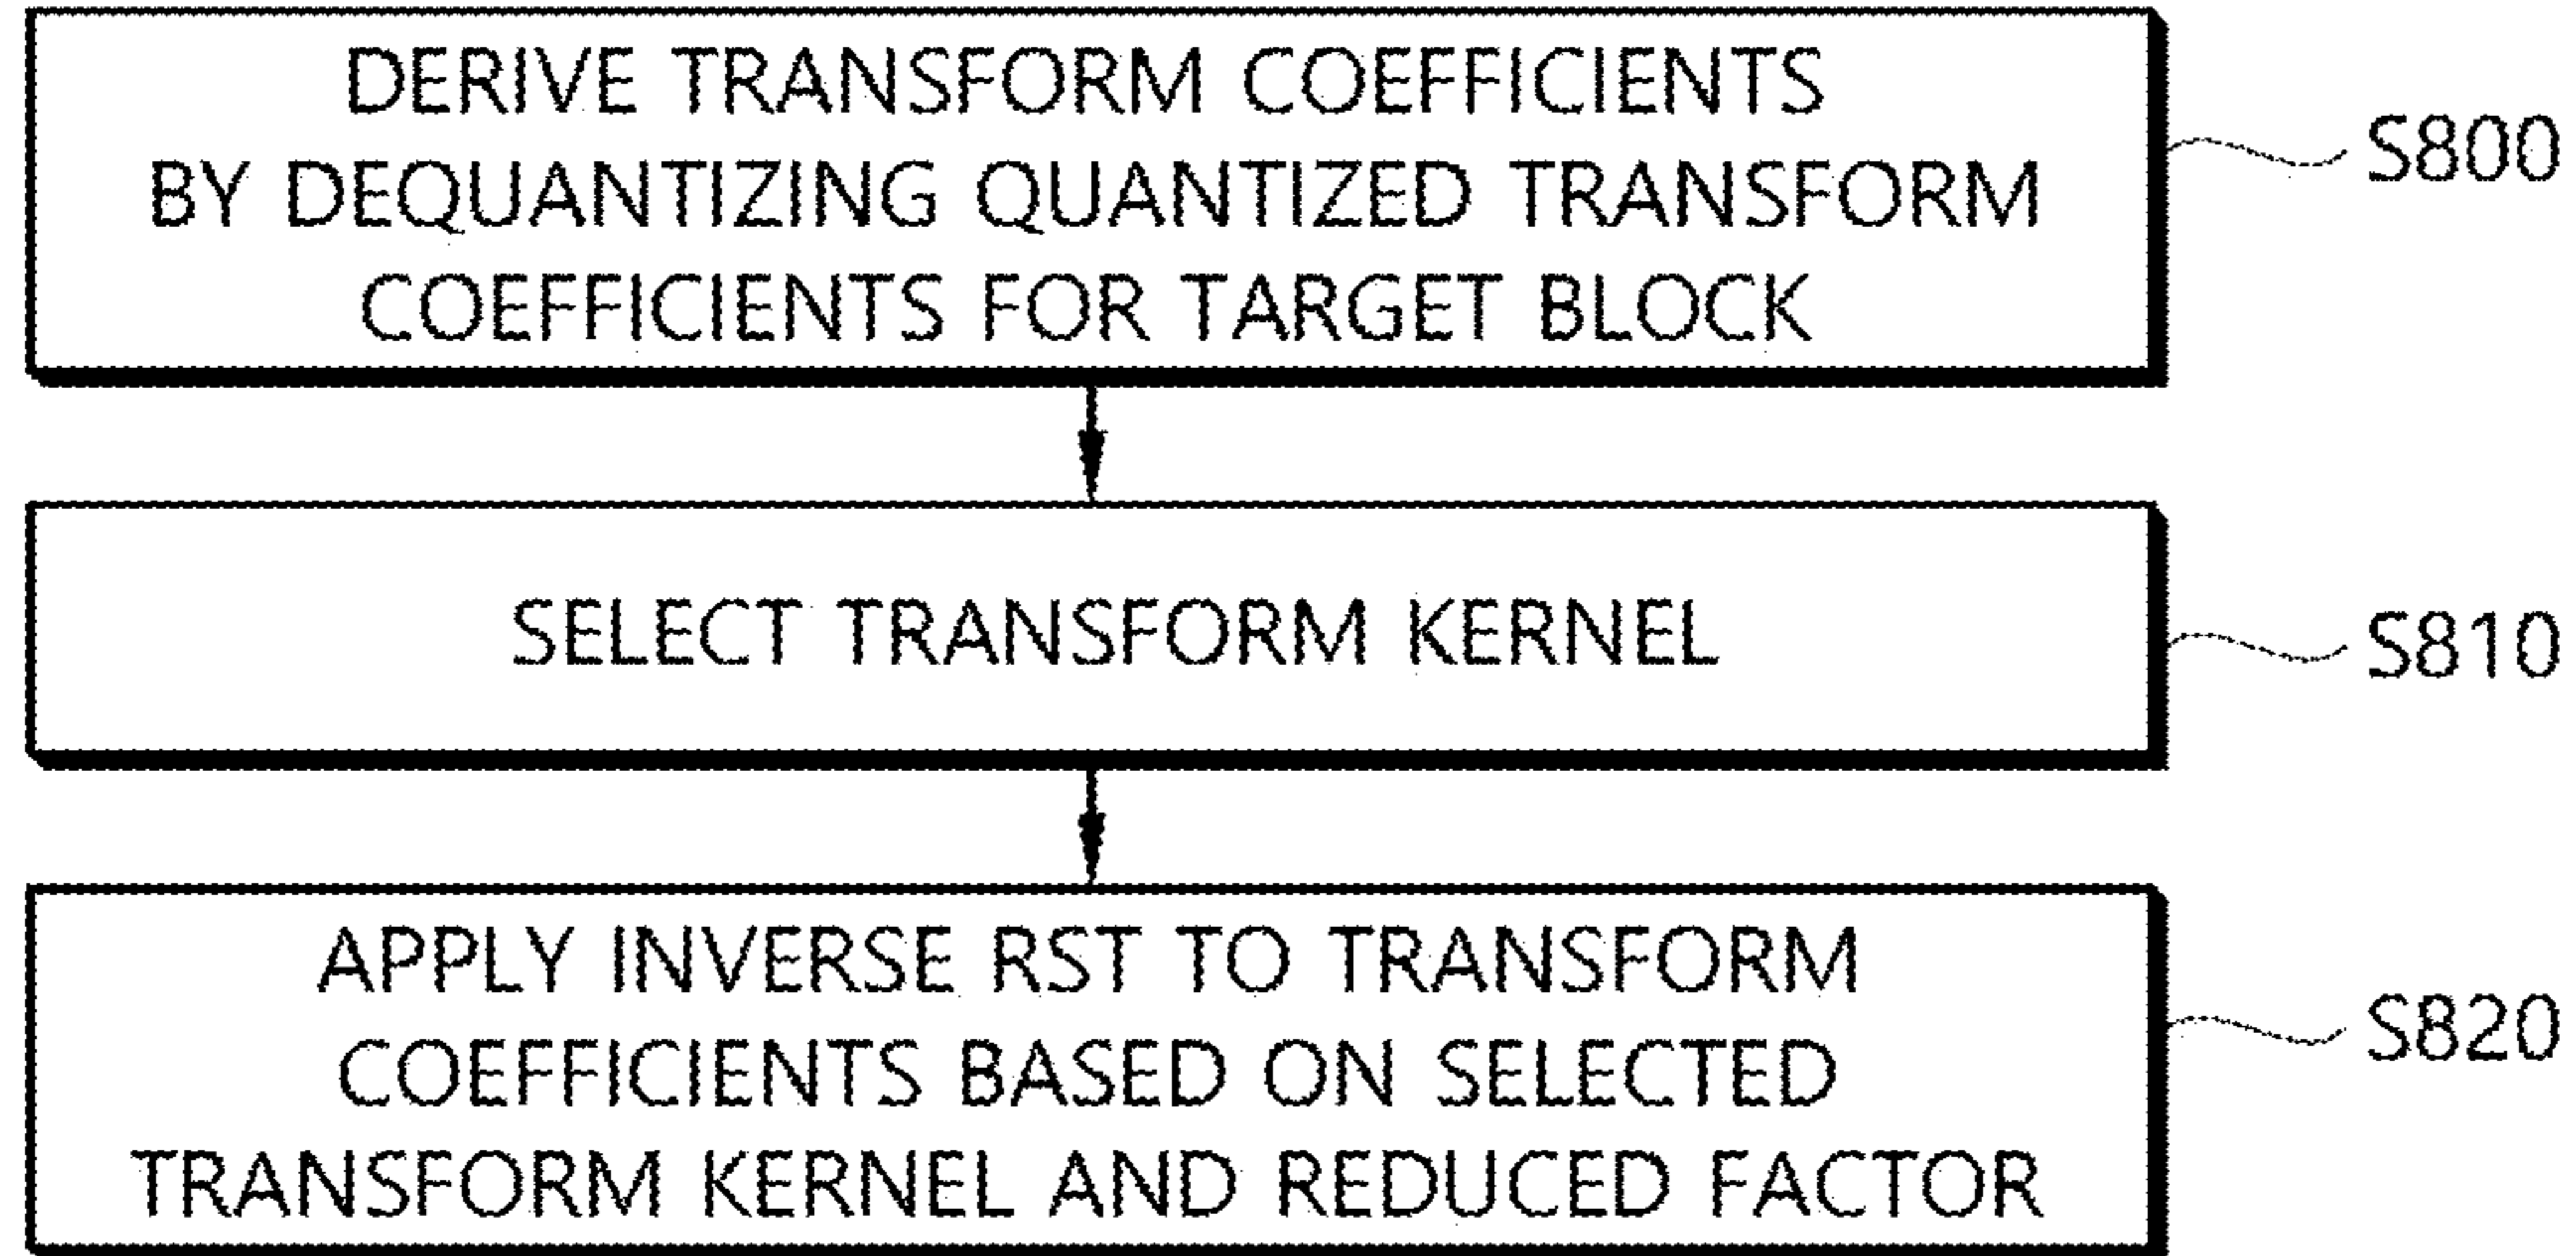 DERIVE TRANSFORM COEFFICIENTS
BY DEQUANTIZING QUANTIZED TRANSFORM
COEFFICIENTS FOR TARGET BLOCK
S800
SELECT TRANSFORM KERNEL
S810
APPLY INVERSE RST TO TRANSFORM
COEFFICIENTS BASED ON SELECTED
TRANSFORM KERNEL AND REDUCED FACTOR
S820